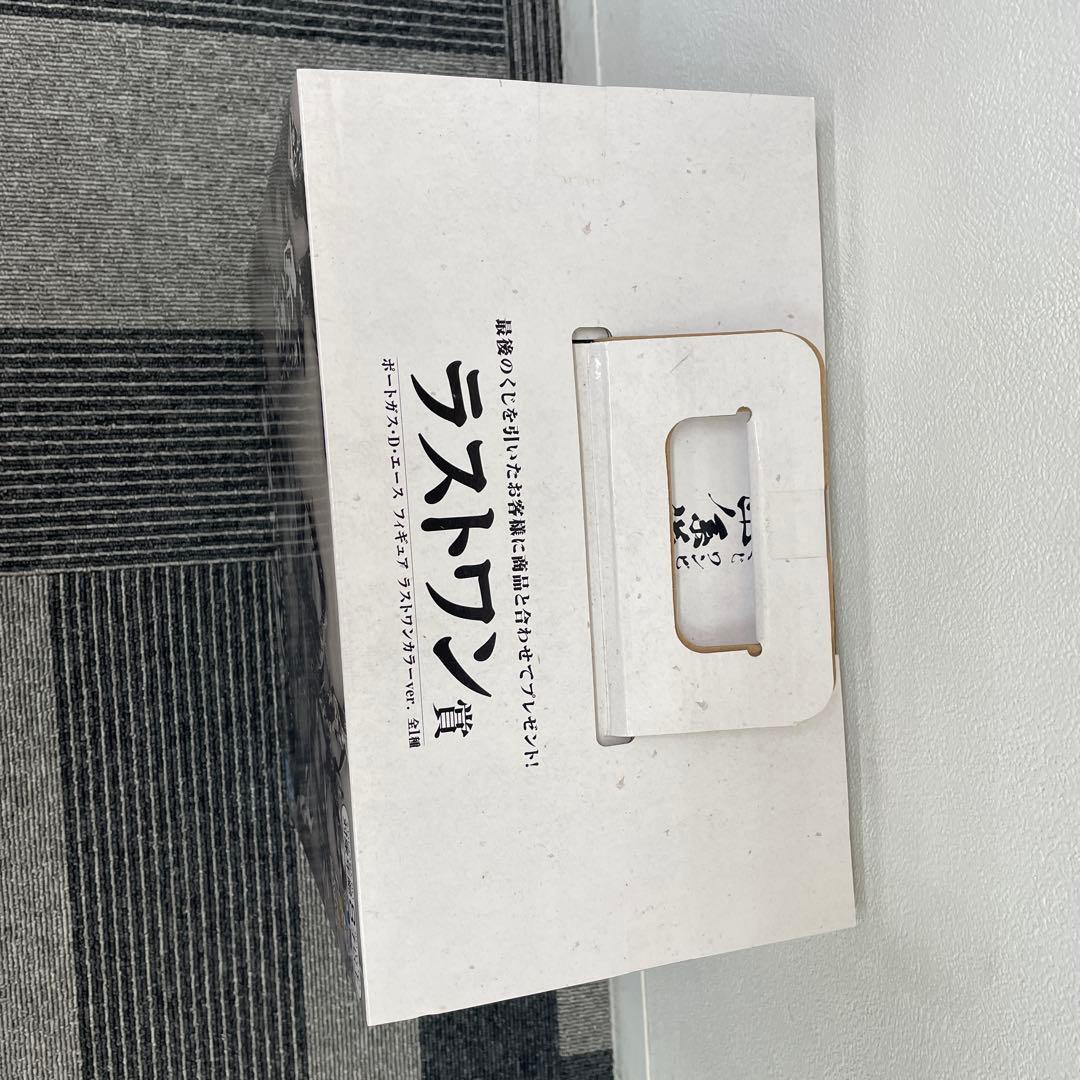 最後のくじを引いたお客様に商品と合わせてプレゼント!
ラストワン賞
ポートガス・D・エース フィギュア ラストワンカラーver. 全1種